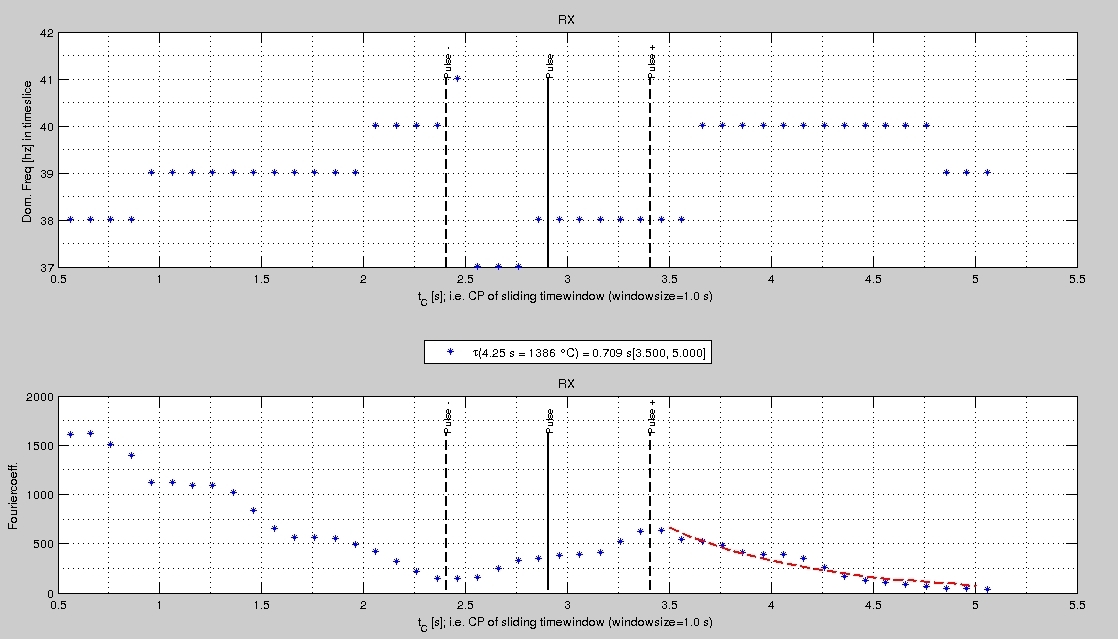 RX
42
41
40
39
38
37
Dom. Freq [hz] in timeslice
Pulse -
Pulse
Pulse +
0.5 1 1.5 2 2.5 3 3.5 4 4.5 5 5.5
t_C [s]; i.e. CP of sliding timewindow (windowsize=1.0 s)
τ(4.25 s = 1386 °C) = 0.709 s[3.500, 5.000]
RX
2000
1500
1000
500
0
Fouriercoeff.
Pulse -
Pulse
Pulse +
0.5 1 1.5 2 2.5 3 3.5 4 4.5 5 5.5
t_C [s]; i.e. CP of sliding timewindow (windowsize=1.0 s)